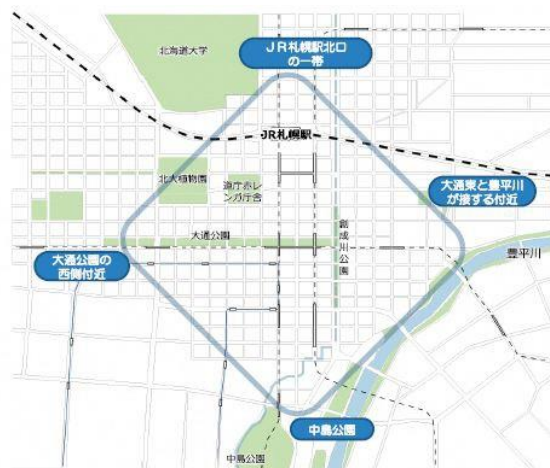 北海道大学
JR札幌駅北口
の一帯
JR札幌駅
北大植物園
道庁赤レ
ンガ庁舎
大通東と豊平川
が接する付近
大通公園
創成川公園
大通公園の
西側付近
豊平川
中島公園
中島公園